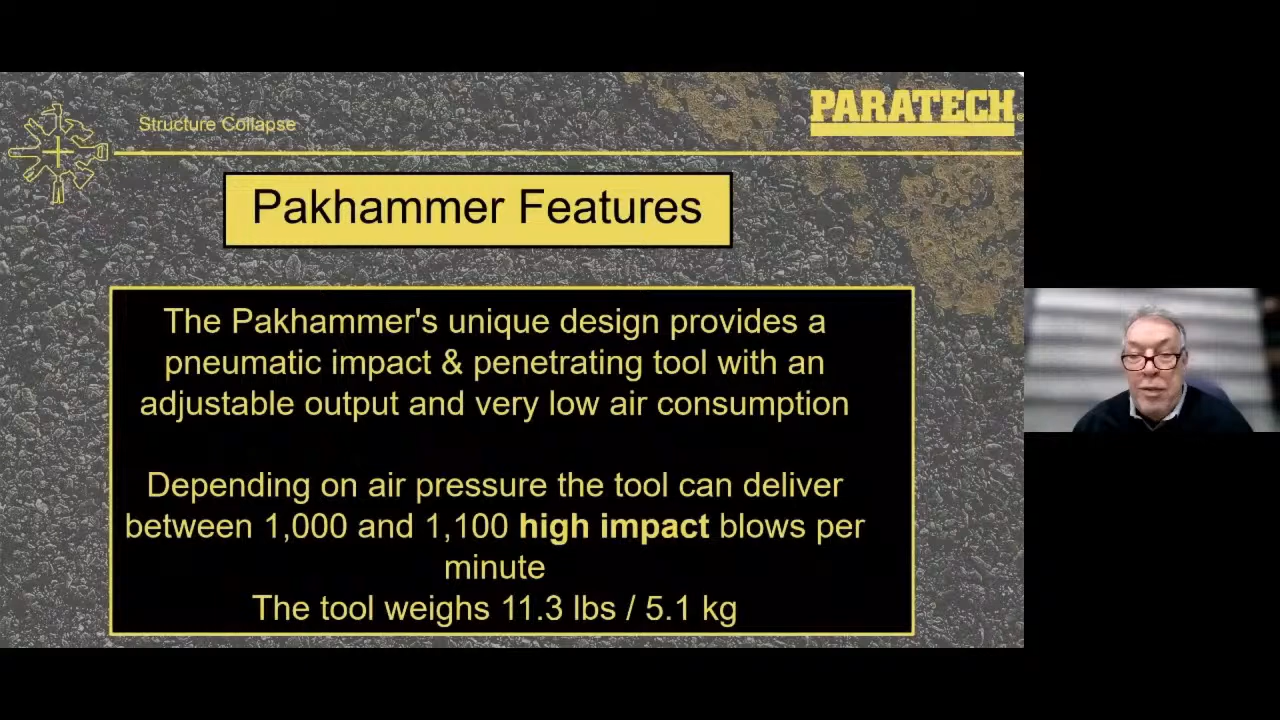 Structure Collapse
PARATECH
Pakhammer Features
The Pakhammer's unique design provides a
pneumatic impact & penetrating tool with an
adjustable output and very low air consumption
Depending on air pressure the tool can deliver
between 1,000 and 1,100 high impact blows per
minute
The tool weighs 11.3 lbs / 5.1 kg